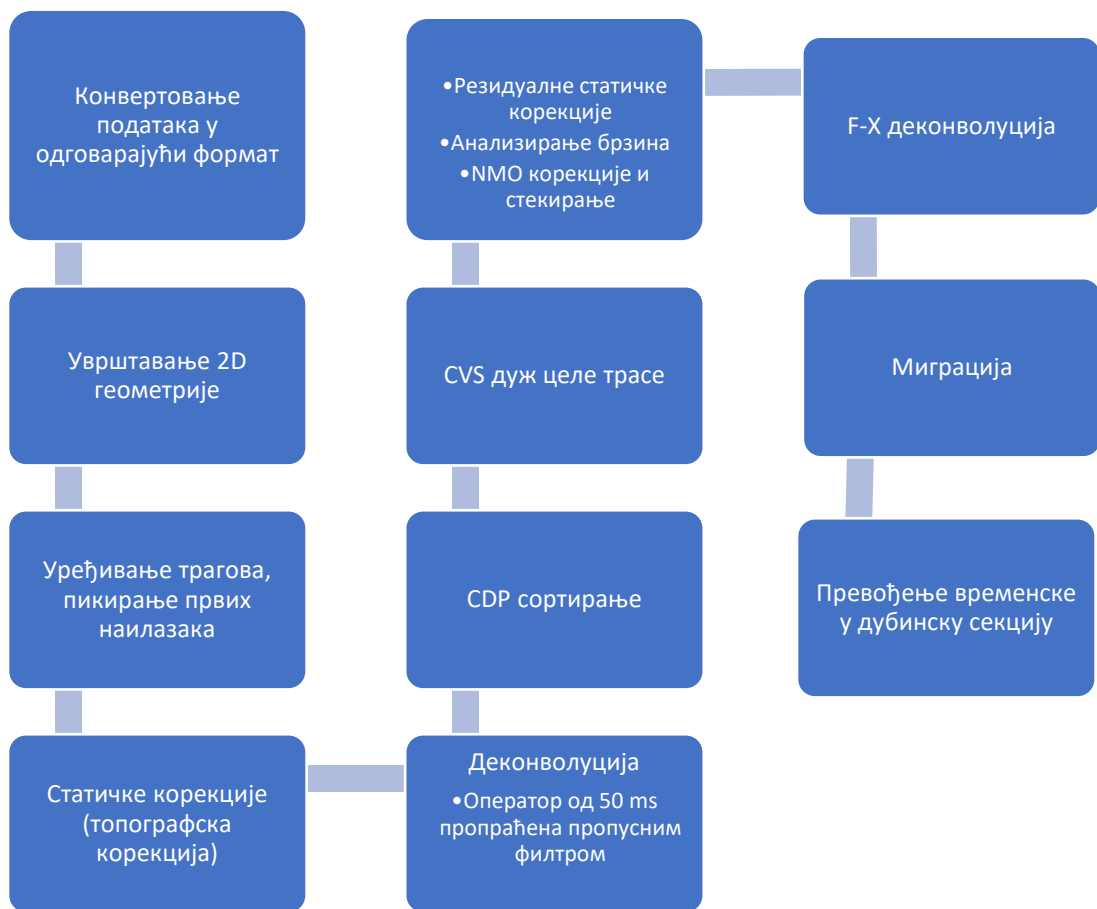 Конвертовање
података у
одговарајући формат
Увртшавање 2D
геометрије
Уређивање трагова,
пикирање првих
наилазака
Статичке корекције
(топографска
корекција)
Деконволуција
•Оператор од 50 ms
пропраћена пропусним
филтром
CDP сортирање
CVS дуж целе трасе
•Резидуалне статичке
корекције
•Анализирање брзина
•NMO корекције и
стекирање
F-X деконволуција
Миграција
Превођење временске
у дубинску секцију